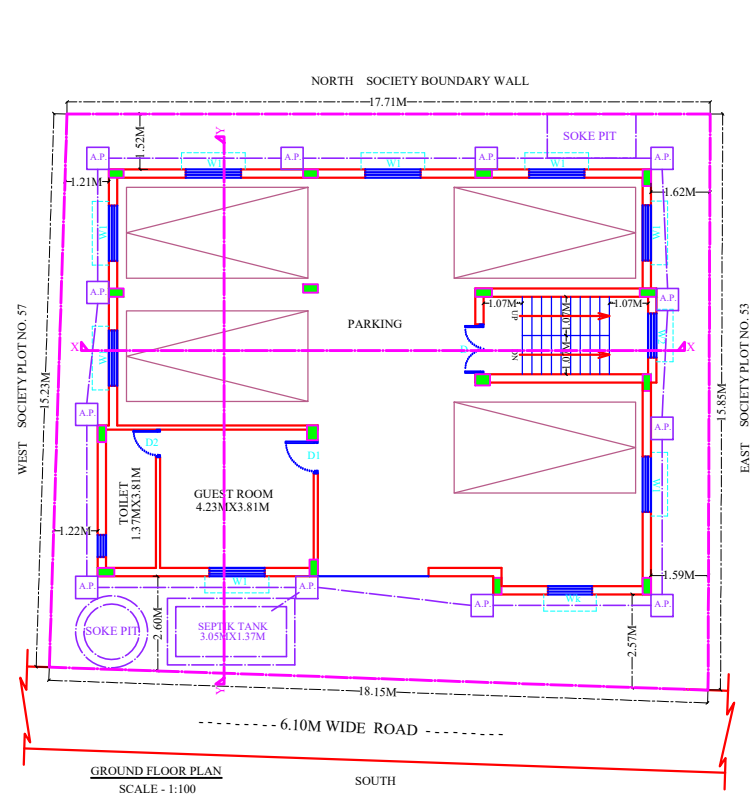 NORTH SOCIETY BOUNDARY WALL
17.71M
SOKE PIT
1.52M
Y
A.P.
A.P.
A.P.
A.P.
W1
W1
W1
1.21M
1.62M
W1
W1
A.P.
A.P.
1.07M
1.07M
1.07M
UP
PARKING
W2
X
D
X
W1
DN
1.07M
WEST SOCIETY PLOT NO. 57
15.23M
15.85M
EAST SOCIETY PLOT NO. 53
A.P.
A.P.
D2
D1
TOILET
1.37MX3.81M
GUEST ROOM
4.23MX3.81M
W1
1.22M
A.P.
W1
A.P.
1.59M
A.P.
W1
A.P.
SOKE PIT
2.60M
SEPTIK TANK
3.05MX1.37M
2.57M
Y
18.15M
6.10M WIDE ROAD
GROUND FLOOR PLAN
SCALE - 1:100
SOUTH